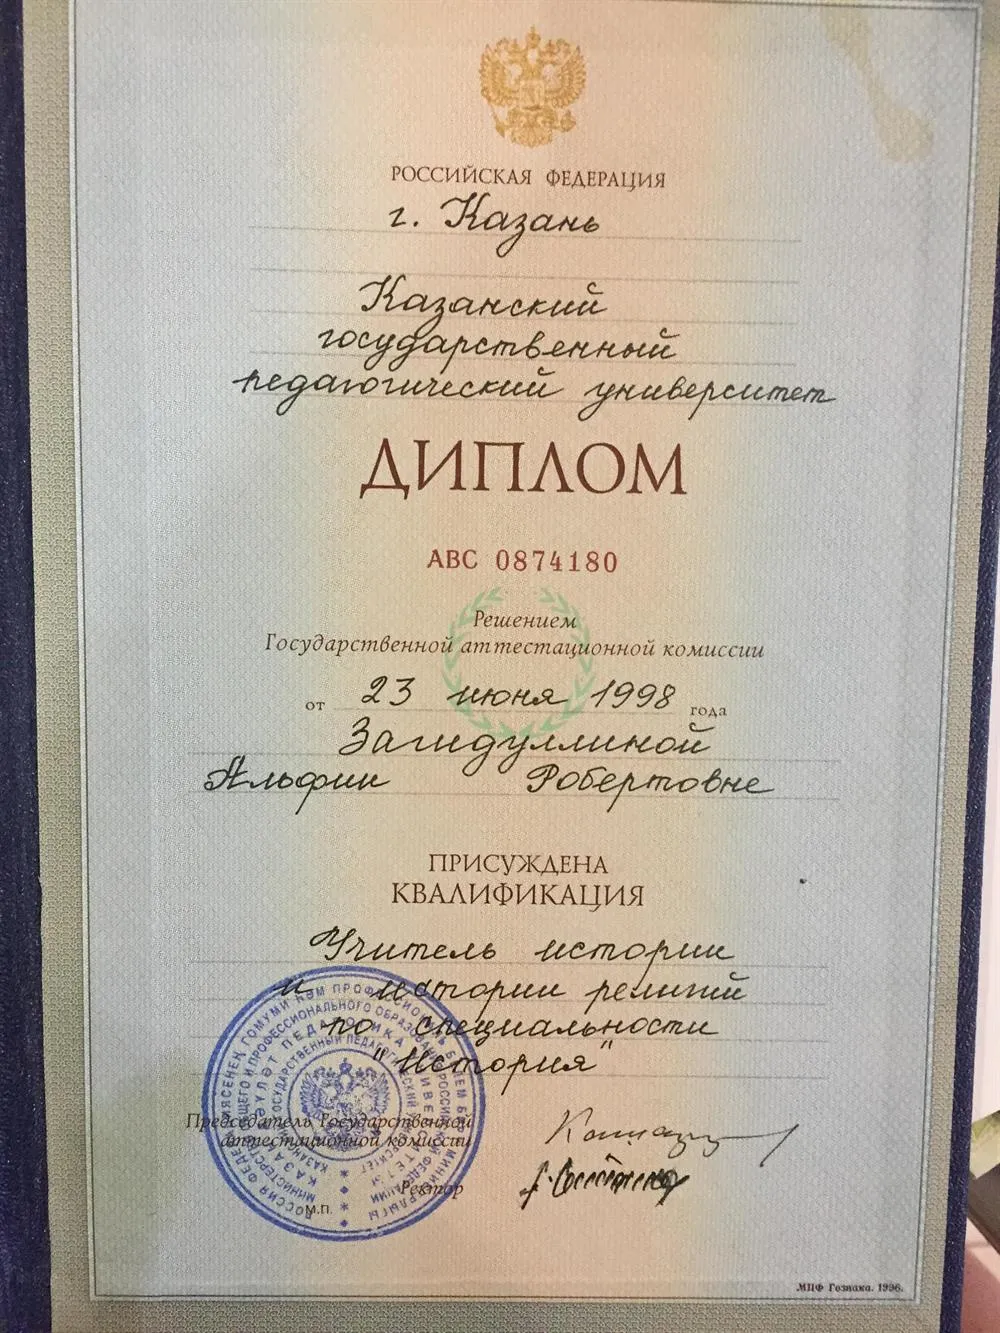 РОССИЙСКАЯ ФЕДЕРАЦИЯ
г. Казань
Казанский
государственный
педагогический университет
ДИПЛОМ
АВС 0874180
Решением
Государственной аттестационной комиссии
от 23 июня 1998 года
Загидуллиной
Альфии Робертовне
ПРИСУЖДЕНА
КВАЛИФИКАЦИЯ
Учитель истории
и истории религий
по специальности
"История"
Председатель Государственной
аттестационной комиссии
Ректор
М.П.
МПФ Гознака. 1996.